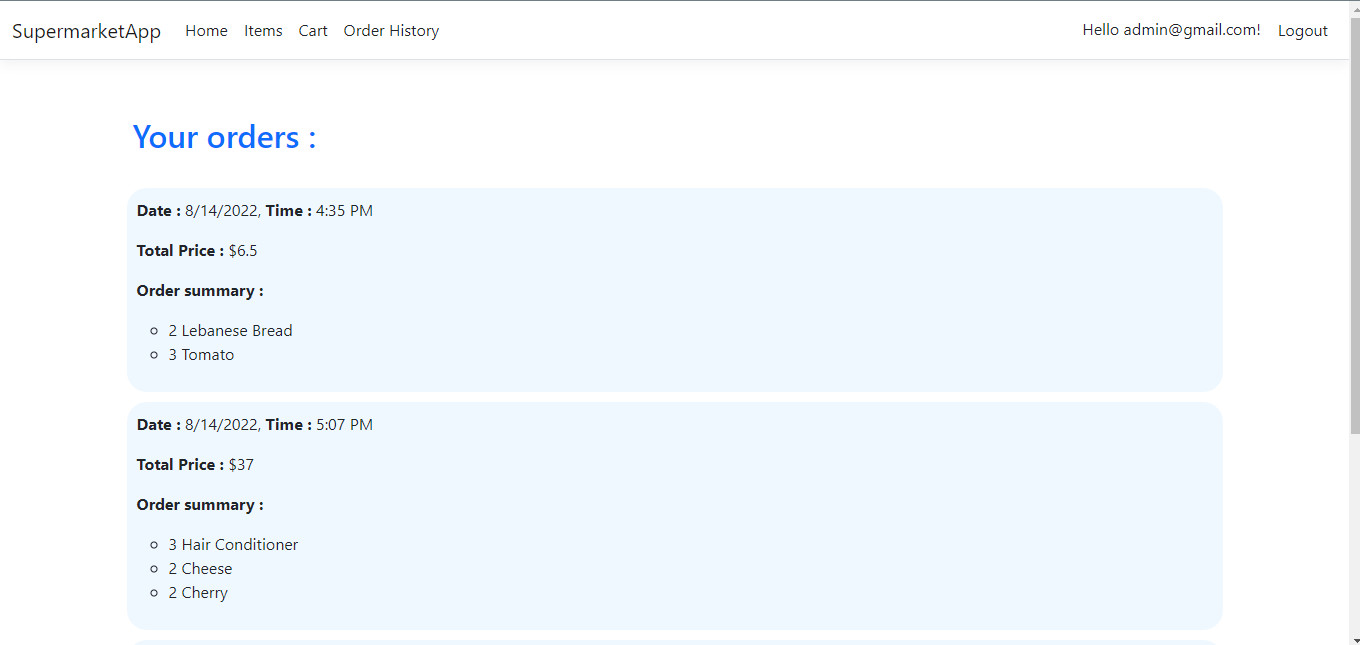 SupermarketApp Home Items Cart Order History Hello admin@gmail.com! Logout
Your orders :
Date : 8/14/2022, Time : 4:35 PM
Total Price : $6.5
Order summary :
2 Lebanese Bread
3 Tomato
Date : 8/14/2022, Time : 5:07 PM
Total Price : $37
Order summary :
3 Hair Conditioner
2 Cheese
2 Cherry